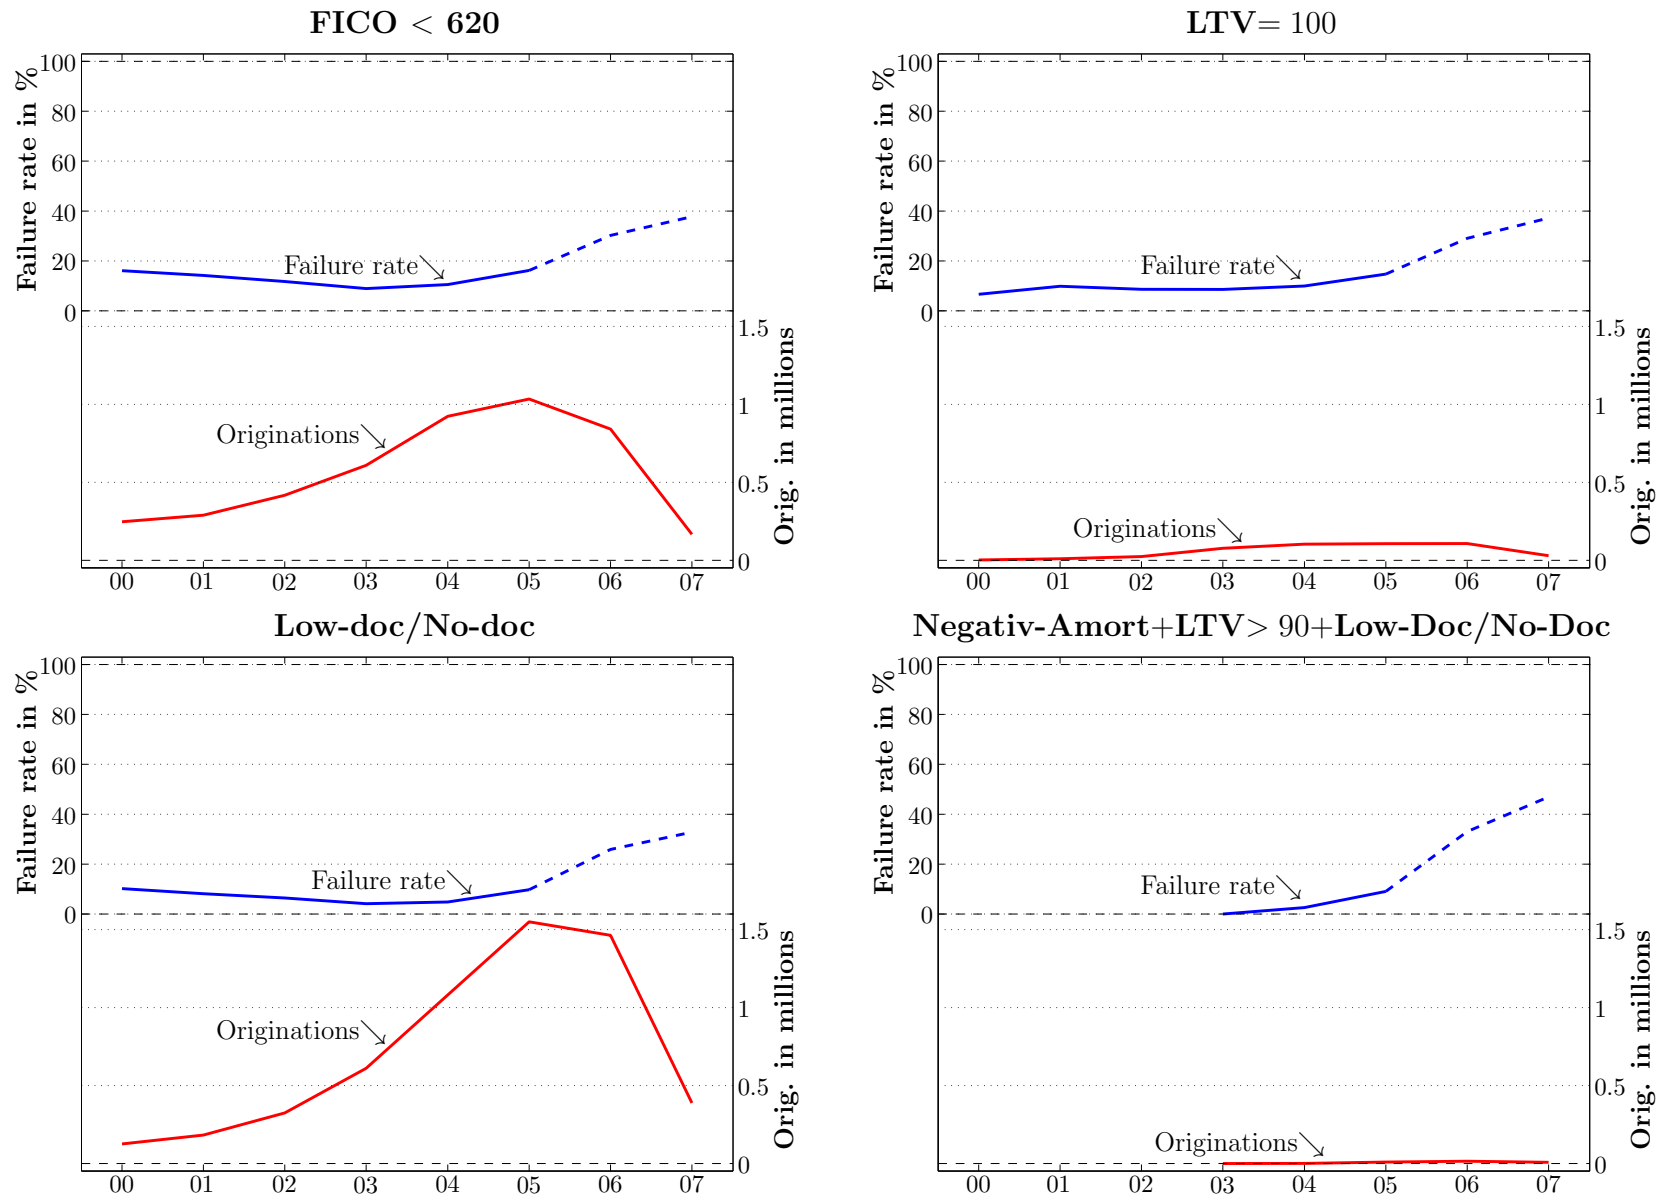 FICO < 620
Failure rate in %
100
80
60
40
20
0
Failure rate
1.5
1
0.5
0
Orig. in millions
Originations
00 01 02 03 04 05 06 07
LTV= 100
Failure rate in %
100
80
60
40
20
0
Failure rate
1.5
1
0.5
0
Orig. in millions
Originations
00 01 02 03 04 05 06 07
Low-doc/No-doc
Failure rate in %
100
80
60
40
20
0
Failure rate
1.5
1
0.5
0
Orig. in millions
Originations
00 01 02 03 04 05 06 07
Negativ-Amort+LTV> 90+Low-Doc/No-Doc
Failure rate in %
100
80
60
40
20
0
Failure rate
1.5
1
0.5
0
Orig. in millions
Originations
00 01 02 03 04 05 06 07